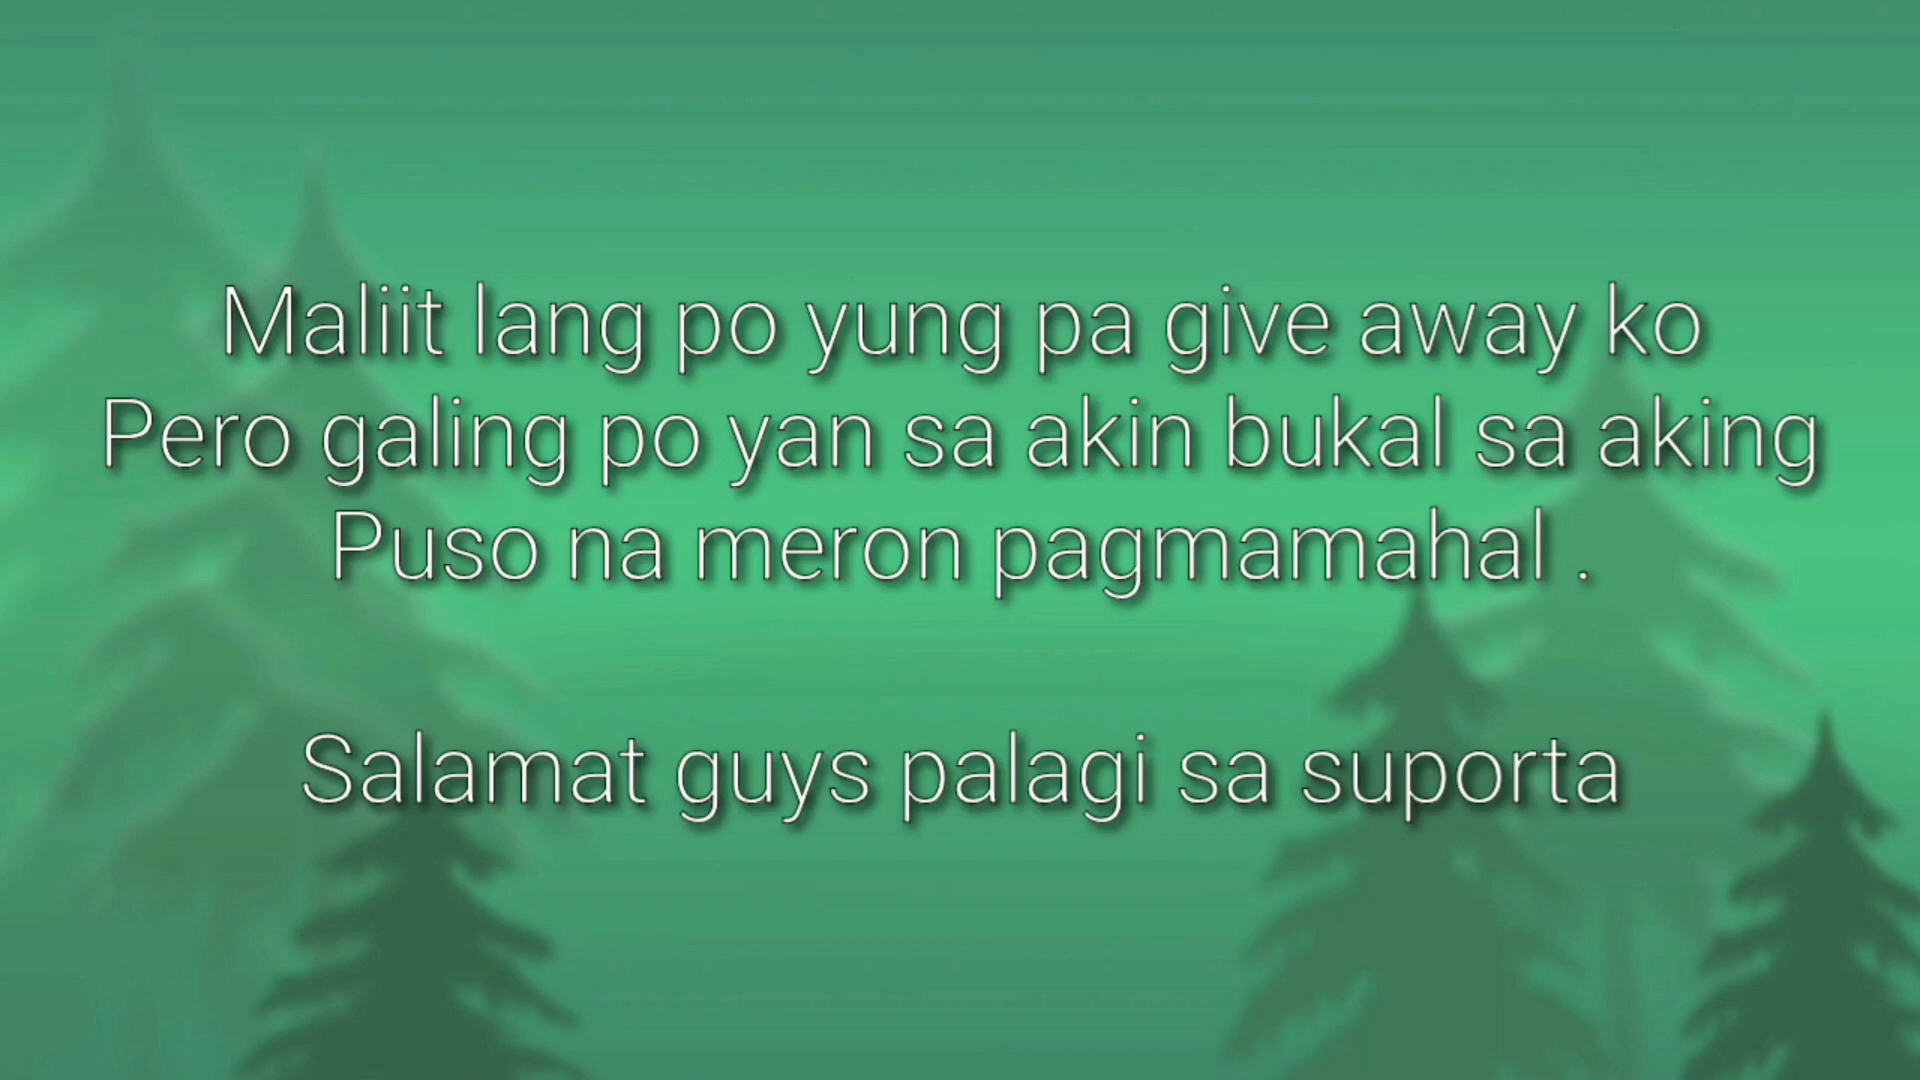 Maliit lang po yung pa give away ko
Pero galing po yan sa akin bukal sa aking
Puso na meron pagmamahal .
Salamat guys palagi sa suporta